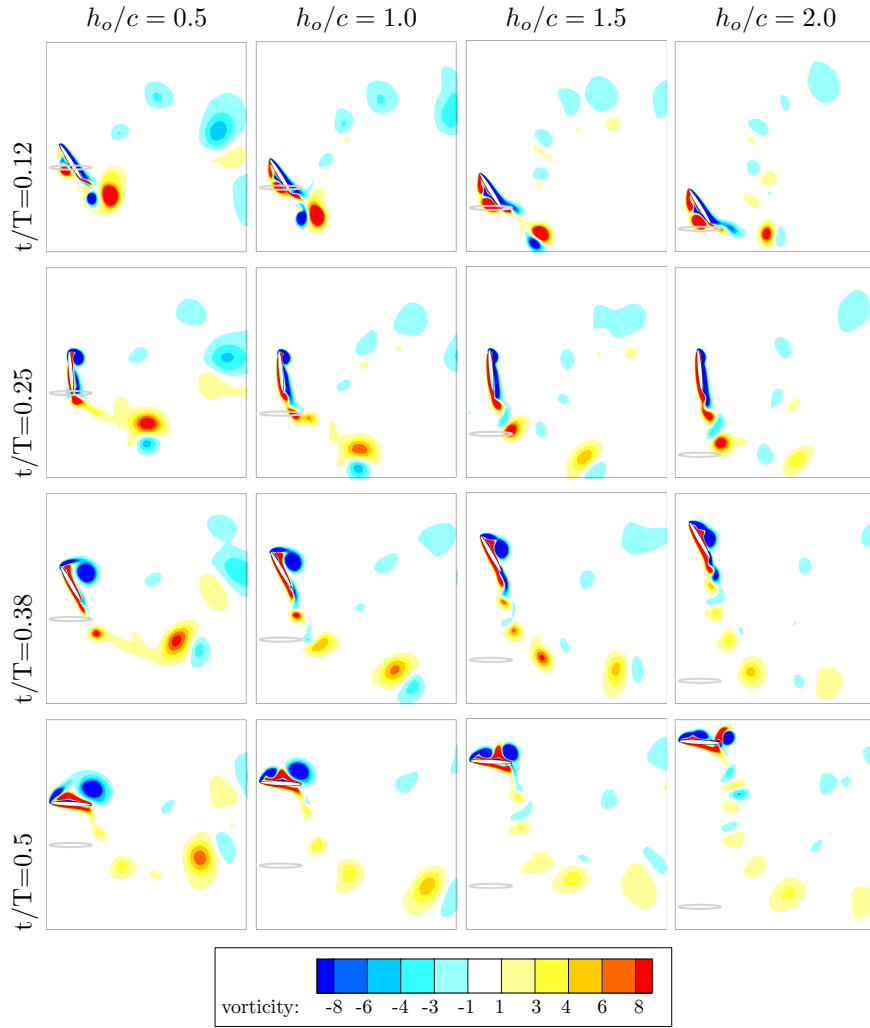 h_o/c = 0.5 h_o/c = 1.0 h_o/c = 1.5 h_o/c = 2.0
t/T=0.12
t/T=0.25
t/T=0.38
t/T=0.5
vorticity: -8 -6 -4 -3 -1 1 3 4 6 8